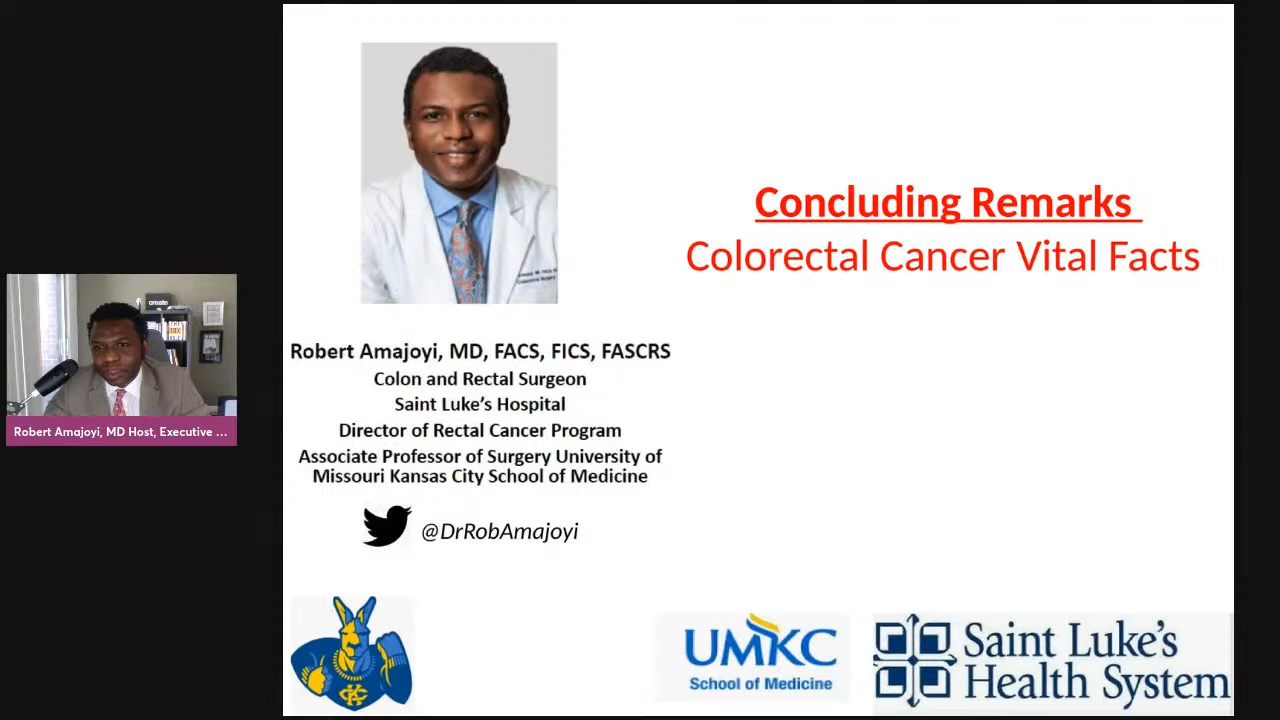 Concluding Remarks
Colorectal Cancer Vital Facts
create
Robert Amajoyi, MD Host, Executive ...
Robert Amajoyi, MD, FACS, FICS, FASCRS
Colon and Rectal Surgeon
Saint Luke's Hospital
Director of Rectal Cancer Program
Associate Professor of Surgery University of
Missouri Kansas City School of Medicine
@DrRobAmajoyi
KC
UMKC
School of Medicine
Saint Luke's
Health System